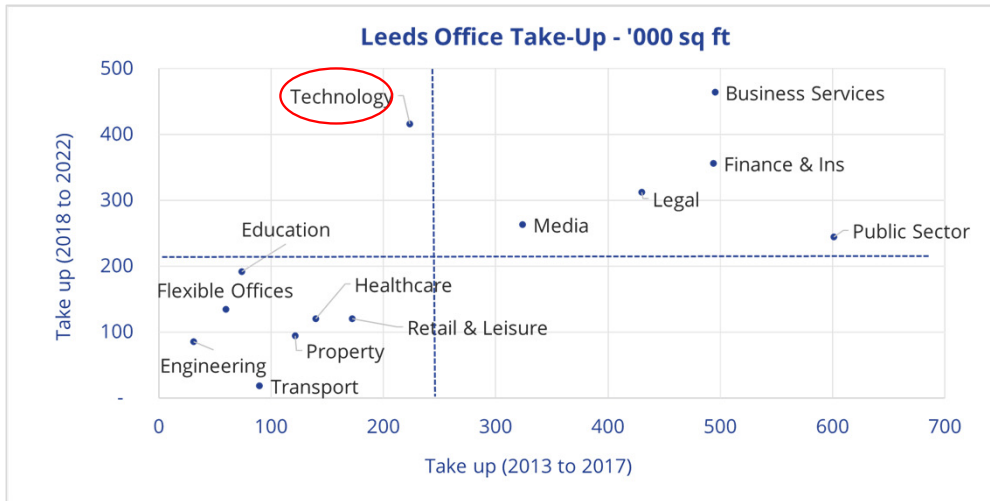 Leeds Office Take-Up - '000 sq ft
500
Technology
Business Services
400
Finance & Ins
300
Legal
Media
Education
Public Sector
200
Flexible Offices
Healthcare
Retail & Leisure
100
Property
Engineering
Transport
-
0 100 200 300 400 500 600 700
Take up (2018 to 2022)
Take up (2013 to 2017)